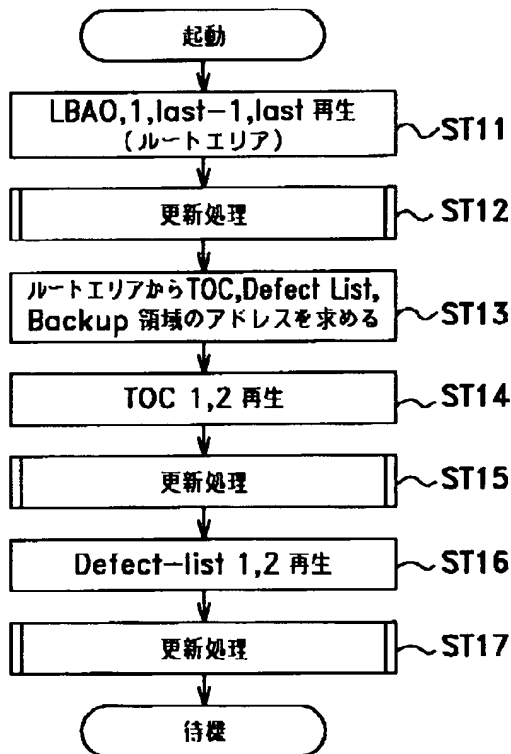 起動
LBA0,1,last-1,last 再生
(ルートエリア)
ST11
更新処理
ST12
ルートエリアからTOC,Defect List,
Backup 領域のアドレスを求める
ST13
TOC 1,2 再生
ST14
更新処理
ST15
Defect-list 1,2 再生
ST16
更新処理
ST17
待機